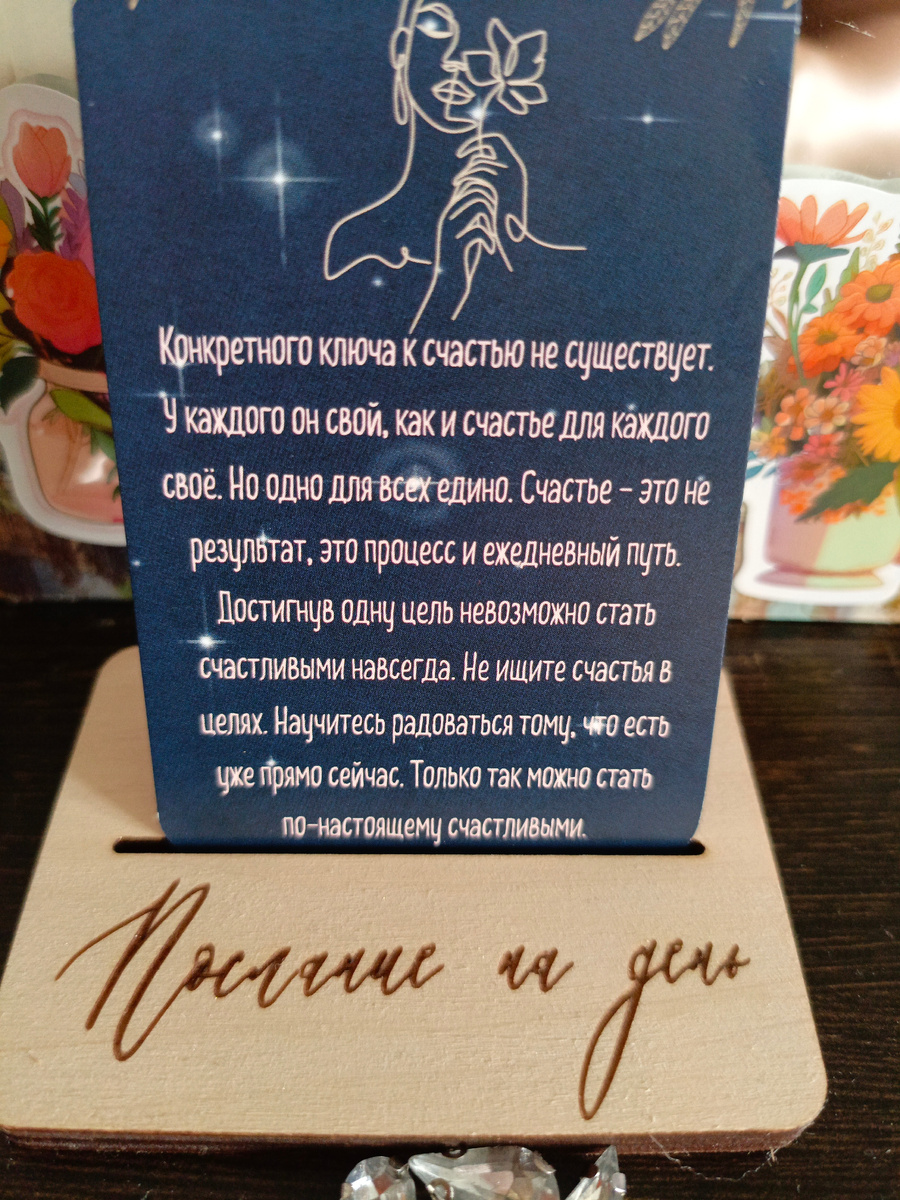 Конкретного ключа к счастью не существует.
У каждого он свой, как и счастье для каждого
своё. Но одно для всех едино. Счастье – это не
результат, это процесс и ежедневный путь.
Достигнув одну цель невозможно стать
счастливыми навсегда. Не ищите счастья в
целях. Научитесь радоваться тому, что есть
уже прямо сейчас. Только так можно стать
по-настоящему счастливыми.
Послание на день